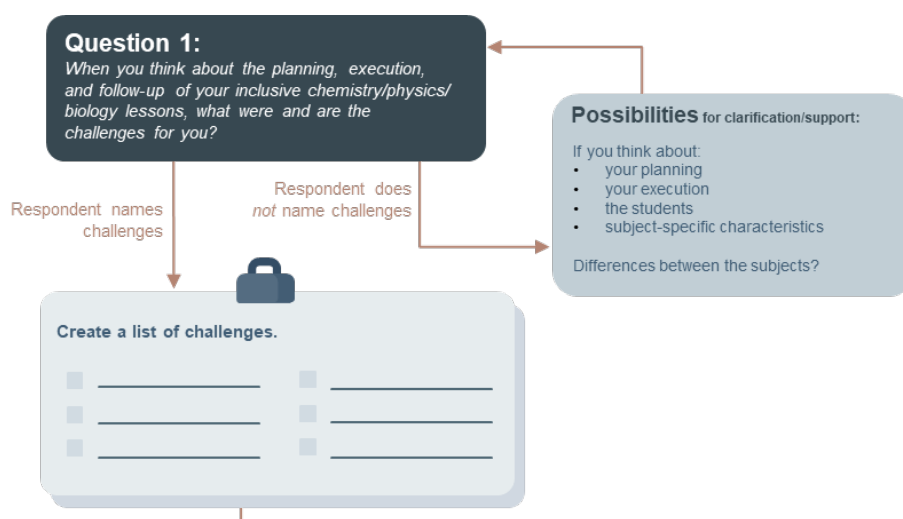 Question 1:
When you think about the planning, execution,
and follow-up of your inclusive chemistry/physics/
biology lessons, what were and are the
challenges for you?
Respondent names
challenges
Respondent does
not name challenges
Possibilities for clarification/support:
If you think about:
• your planning
• your execution
• the students
• subject-specific characteristics
Differences between the subjects?
Create a list of challenges.